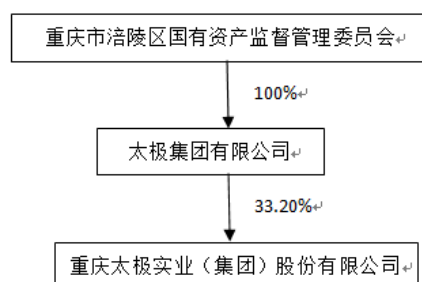 重庆市涪陵区国有资产监督管理委员会
100%
太极集团有限公司
33.20%
重庆太极实业（集团）股份有限公司